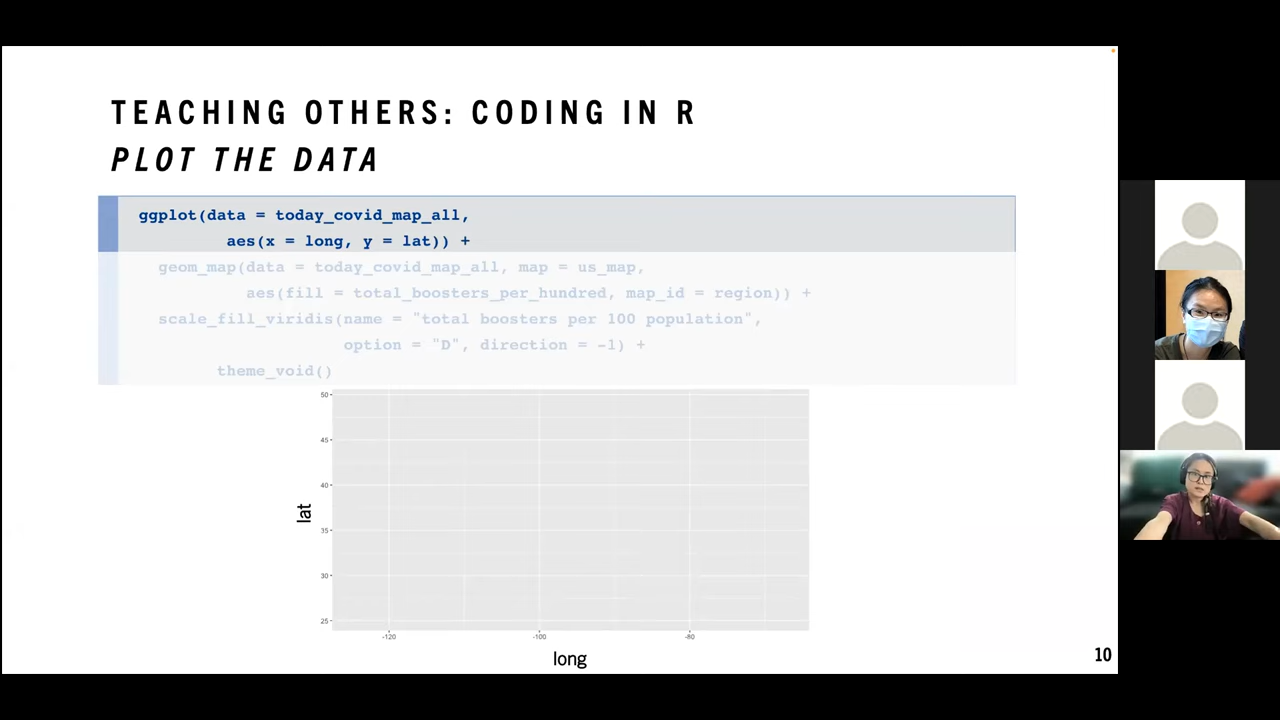 TEACHING OTHERS: CODING IN R
PLOT THE DATA
ggplot(data = today_covid_map_all,
aes(x = long, y = lat)) +
geom_map(data = today_covid_map_all, map = us_map,
aes(fill = total_boosters_per_hundred, map_id = region)) +
scale_fill_viridis(name = "total boosters per 100 population",
option = "D", direction = -1) +
theme_void()
50
45
40
35
30
25
lat
-120 -100 -80
long
10